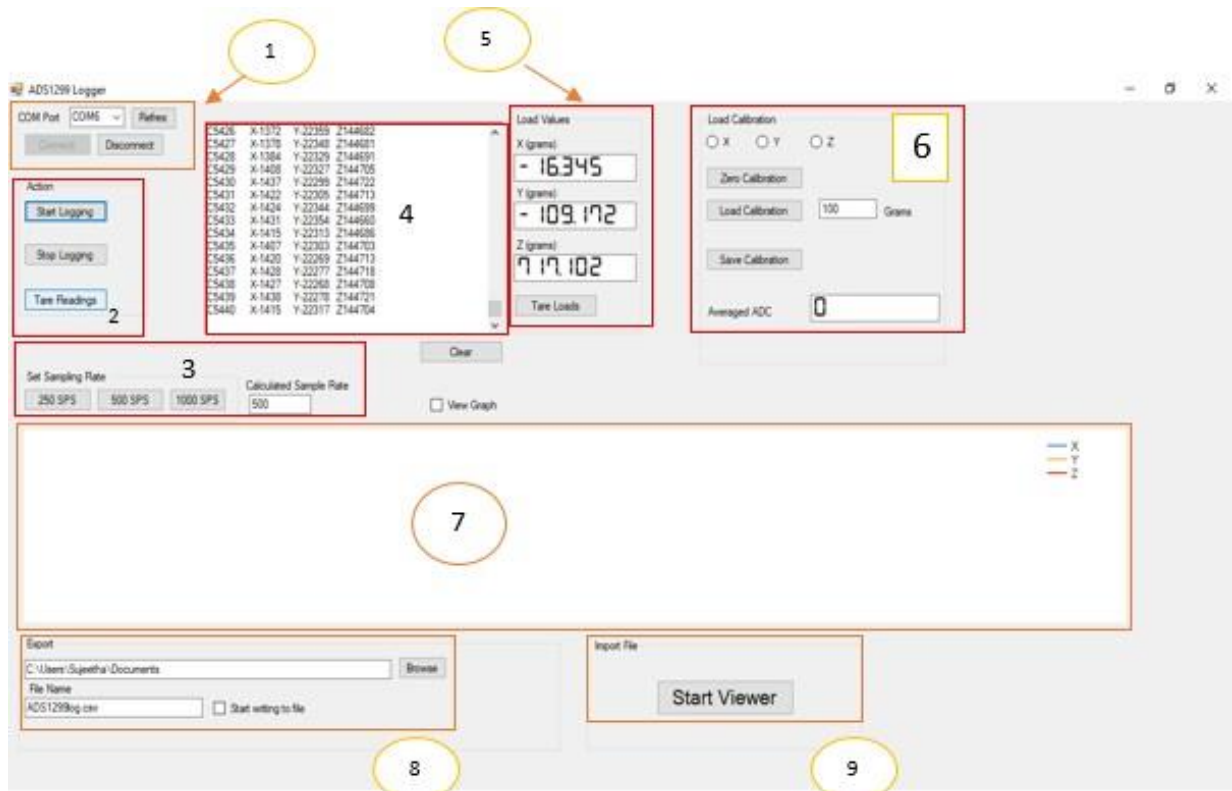 1
5
ADS1299 Logger
COM Port COM6 Refres
Connect Disconnect
Action
Start Logging
Stop Logging
Tare Readings
2
C5426 X-1372 Y-22359 Z144682
C5427 X-1378 Y-22348 Z144681
C5428 X-1384 Y-22329 Z144691
C5429 X-1408 Y-22327 Z144705
C5430 X-1437 Y-22299 Z144722
C5431 X-1422 Y-22305 Z144713
C5432 X-1424 Y-22344 Z144699
C5433 X-1431 Y-22354 Z144660
C5434 X-1415 Y-22313 Z144686
C5435 X-1407 Y-22303 Z144703
C5436 X-1420 Y-22269 Z144713
C5437 X-1428 Y-22277 Z144718
C5438 X-1427 Y-22268 Z144708
C5439 X-1438 Y-22278 Z144721
C5440 X-1415 Y-22317 Z144704
4
Clear
Load Values
X (grams)
- 16.345
Y (grams)
- 109.172
Z (grams)
717.102
Tare Loads
Load Calibration
X Y Z
6
Zero Calibration
Load Calibration 100 Grams
Save Calibration
Averaged ADC 0
3
Set Sampling Rate
250 SPS 500 SPS 1000 SPS
Calculated Sample Rate
500
View Graph
X
Y
Z
7
Export
C:\Users\Sujeetha\Documents Browse
File Name
ADS1299log.csv Start writing to file
8
Import File
Start Viewer
9